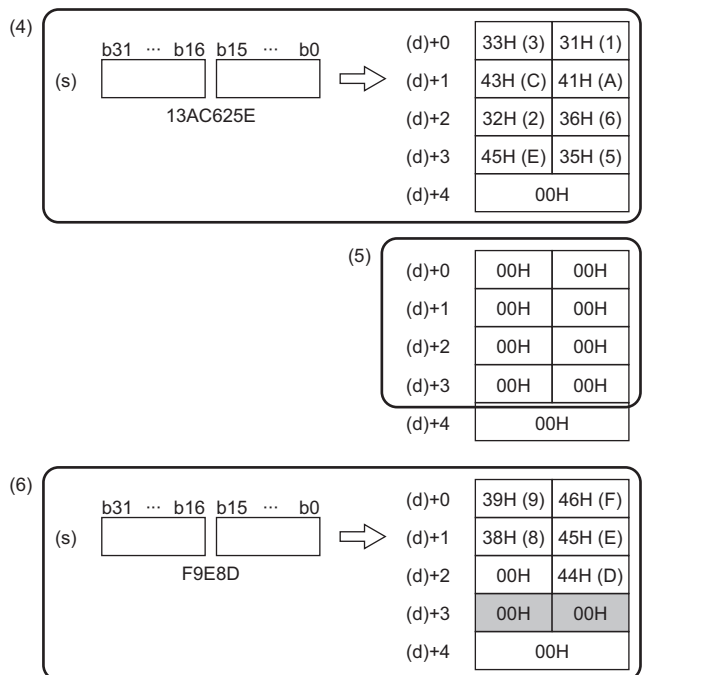 (4)
b31 ··· b16 b15 ··· b0
(s)
13AC625E
(d)+0 33H (3) 31H (1)
(d)+1 43H (C) 41H (A)
(d)+2 32H (2) 36H (6)
(d)+3 45H (E) 35H (5)
(d)+4 00H
(5)
(d)+0 00H 00H
(d)+1 00H 00H
(d)+2 00H 00H
(d)+3 00H 00H
(d)+4 00H
(6)
b31 ··· b16 b15 ··· b0
(s)
F9E8D
(d)+0 39H (9) 46H (F)
(d)+1 38H (8) 45H (E)
(d)+2 00H 44H (D)
(d)+3 00H 00H
(d)+4 00H